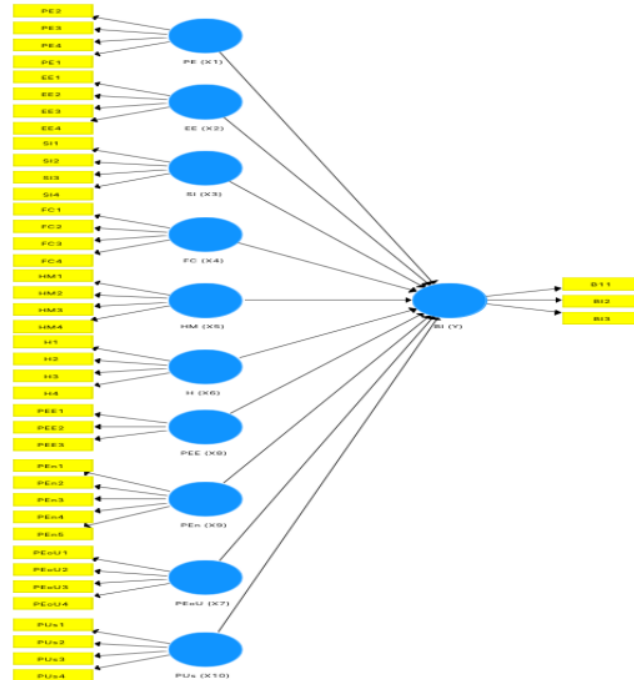 PE2
PE3
PE4
PE1
PE (X1)
EE1
EE2
EE3
EE4
EE (X2)
SI1
SI2
SI3
SI4
SI (X3)
FC1
FC2
FC3
FC4
FC (X4)
HM1
HM2
HM3
HM4
HM (X5)
H1
H2
H3
H4
H (X6)
PEE1
PEE2
PEE3
PEE (X8)
PEn1
PEn2
PEn3
PEn4
PEn5
PEn (X9)
PEoU1
PEoU2
PEoU3
PEoU4
PEoU (X7)
PUs1
PUs2
PUs3
PUs4
PUs (X10)
BI (Y)
B11
BI2
BI3